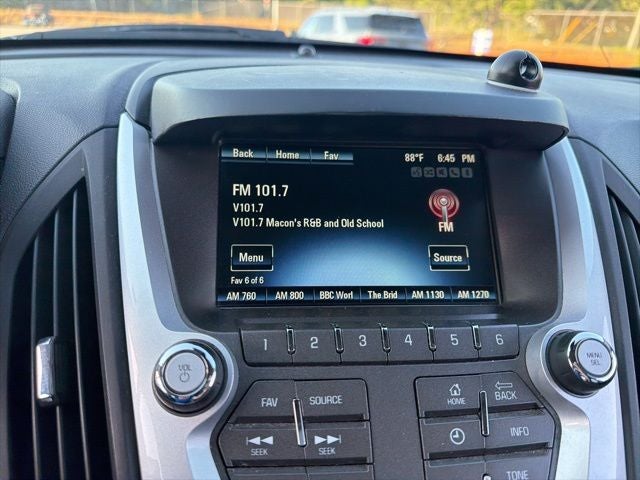 Back Home Fav 88°F 6:45 PM
FM 101.7
V101.7
V101.7 Macon's R&B and Old School
FM
Menu Source
Fav 6 of 6
AM 760 AM 800 BBC Worl The Brid AM 1130 AM 1270
1 2 3 4 5 6
VOL
MENU
SEL
FAV SOURCE
HOME BACK
SEEK SEEK
INFO
TONE